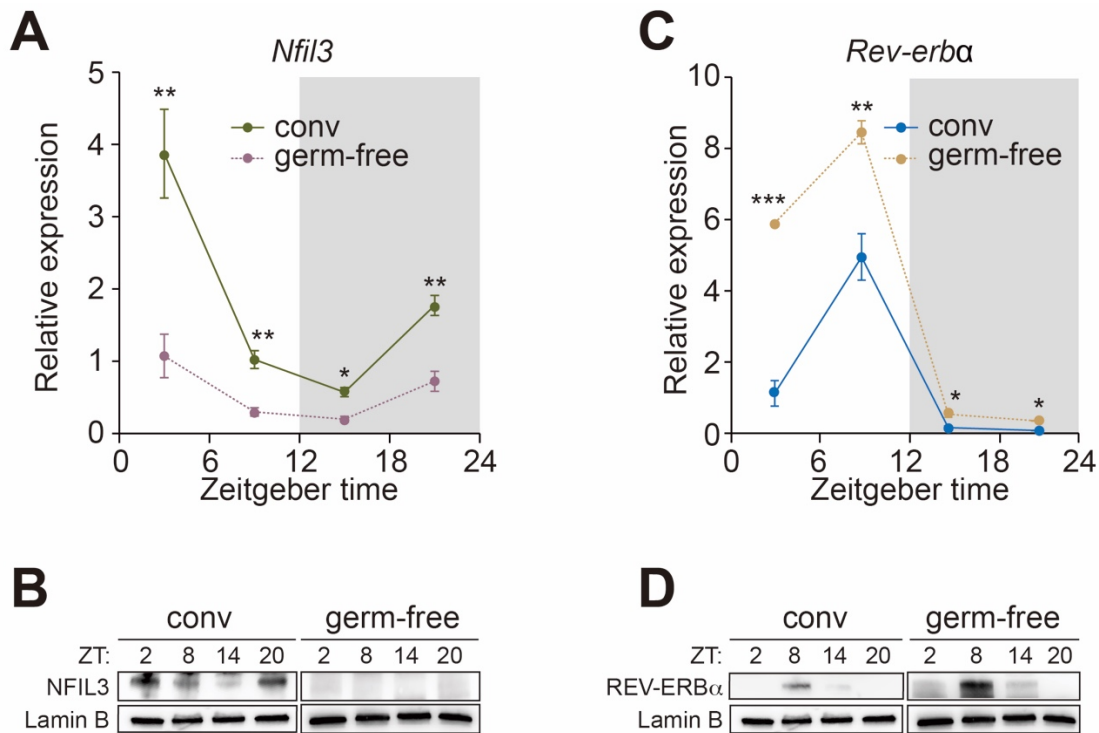 A
Nfil3
**
**
*
**
conv
germ-free
Relative expression
5
4
3
2
1
0
0 6 12 18 24
Zeitgeber time
C
Rev-erbα
***
**
*
*
conv
germ-free
Relative expression
10
8
6
4
2
0
0 6 12 18 24
Zeitgeber time
B
conv germ-free
ZT: 2 8 14 20 2 8 14 20
NFIL3
Lamin B
D
conv germ-free
ZT: 2 8 14 20 2 8 14 20
REV-ERBα
Lamin B